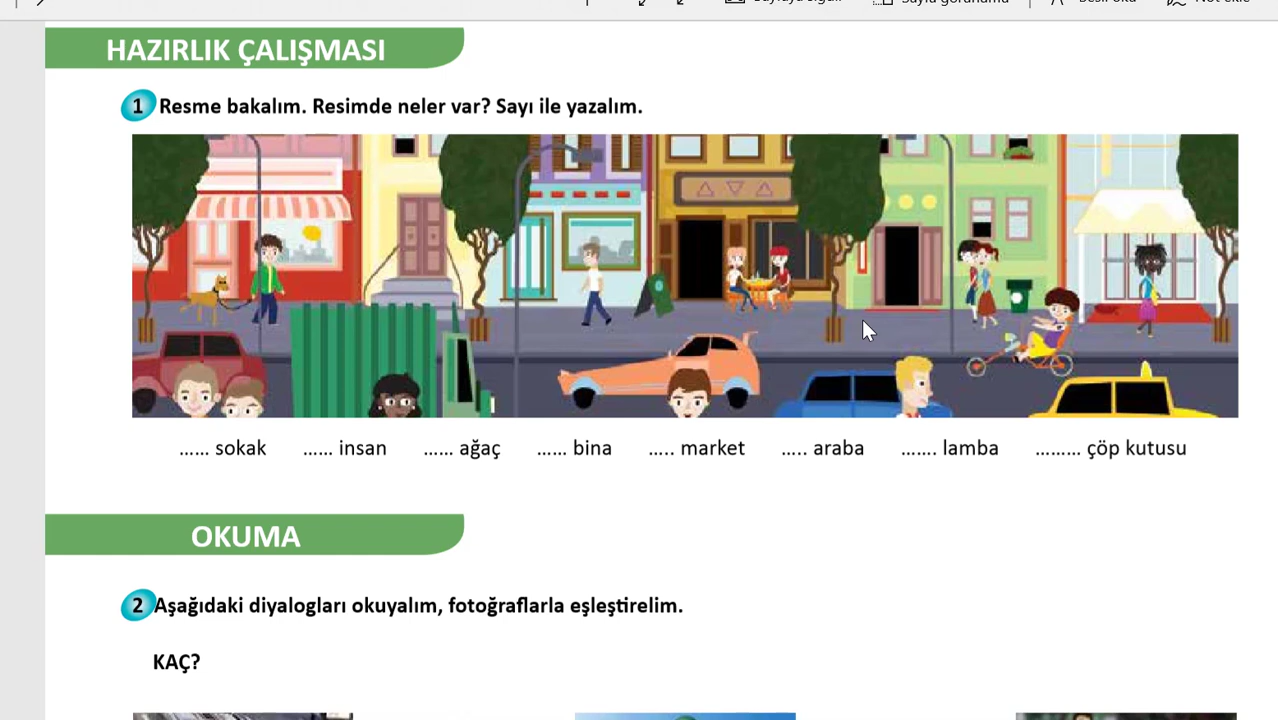 HAZIRLIK ÇALIŞMASI
1 Resme bakalım. Resimde neler var? Sayı ile yazalım.
...... sokak ...... insan ...... ağaç ...... bina ..... market ..... araba ....... lamba ......... çöp kutusu
OKUMA
2 Aşağıdaki diyalogları okuyalım, fotoğraflarla eşleştirelim.
KAÇ?